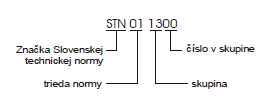 STN 01 1300
Značka Slovenskej
technickej normy
číslo v skupine
trieda normy
skupina